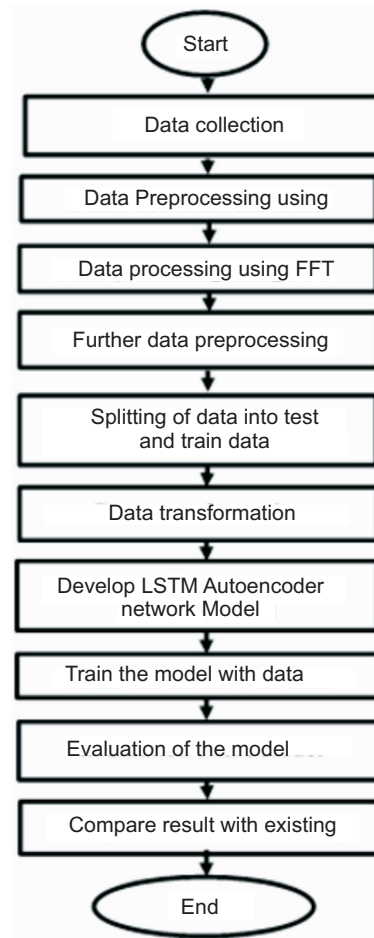 Start
Data collection
Data Preprocessing using
Data processing using FFT
Further data preprocessing
Splitting of data into test
and train data
Data transformation
Develop LSTM Autoencoder
network Model
Train the model with data
Evaluation of the model
Compare result with existing
End